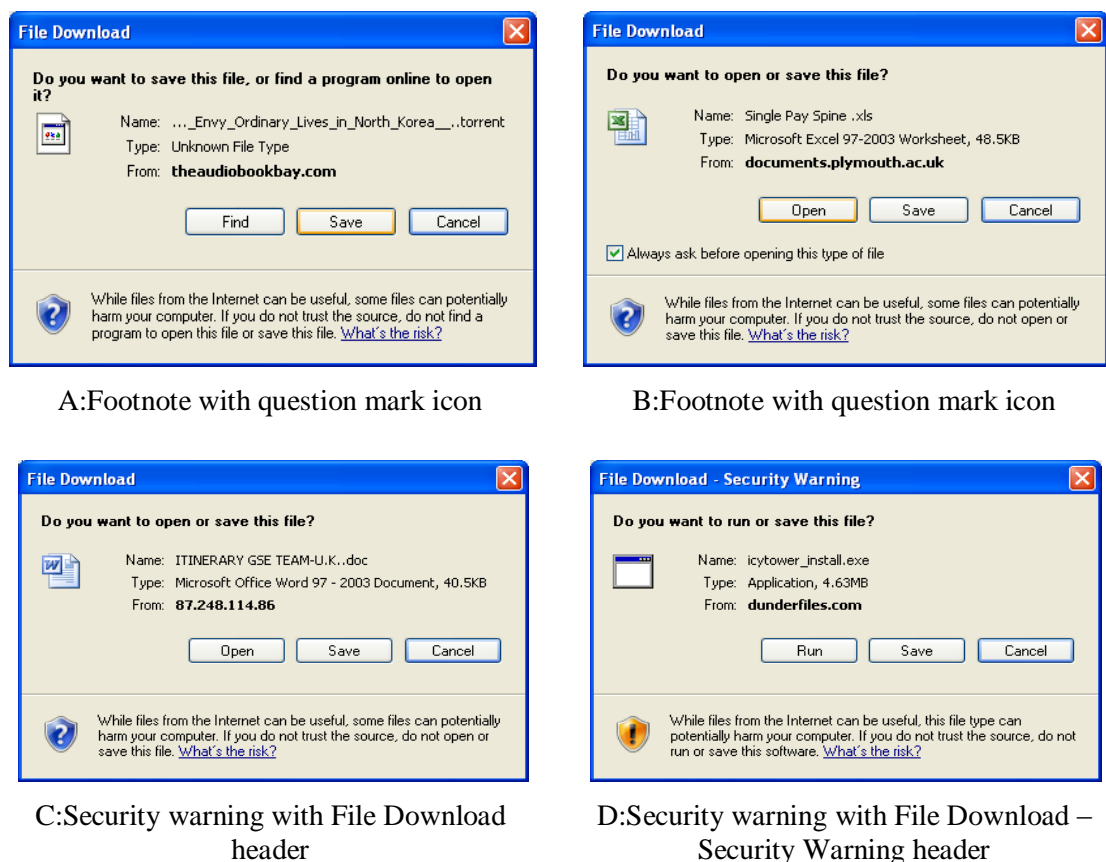 File Download
Do you want to save this file, or find a program online to open
it?
Name: ..._Envy_Ordinary_Lives_in_North_Korea__..torrent
Type: Unknown File Type
From: theaudiobookbay.com
Find Save Cancel
While files from the Internet can be useful, some files can potentially
harm your computer. If you do not trust the source, do not find a
program to open this file or save this file. What's the risk?
A:Footnote with question mark icon
File Download
Do you want to open or save this file?
Name: Single Pay Spine .xls
Type: Microsoft Excel 97-2003 Worksheet, 48.5KB
From: documents.plymouth.ac.uk
Open Save Cancel
Always ask before opening this type of file
While files from the Internet can be useful, some files can potentially
harm your computer. If you do not trust the source, do not open or
save this file. What's the risk?
B:Footnote with question mark icon
File Download
Do you want to open or save this file?
Name: ITINERARY GSE TEAM-U.K..doc
Type: Microsoft Office Word 97 - 2003 Document, 40.5KB
From: 87.248.114.86
Open Save Cancel
While files from the Internet can be useful, some files can potentially
harm your computer. If you do not trust the source, do not open or
save this file. What's the risk?
C:Security warning with File Download
header
File Download - Security Warning
Do you want to run or save this file?
Name: icytower_install.exe
Type: Application, 4.63MB
From: dunderfiles.com
Run Save Cancel
While files from the Internet can be useful, this file type can
potentially harm your computer. If you do not trust the source, do not
run or save this software. What's the risk?
D:Security warning with File Download –
Security Warning header